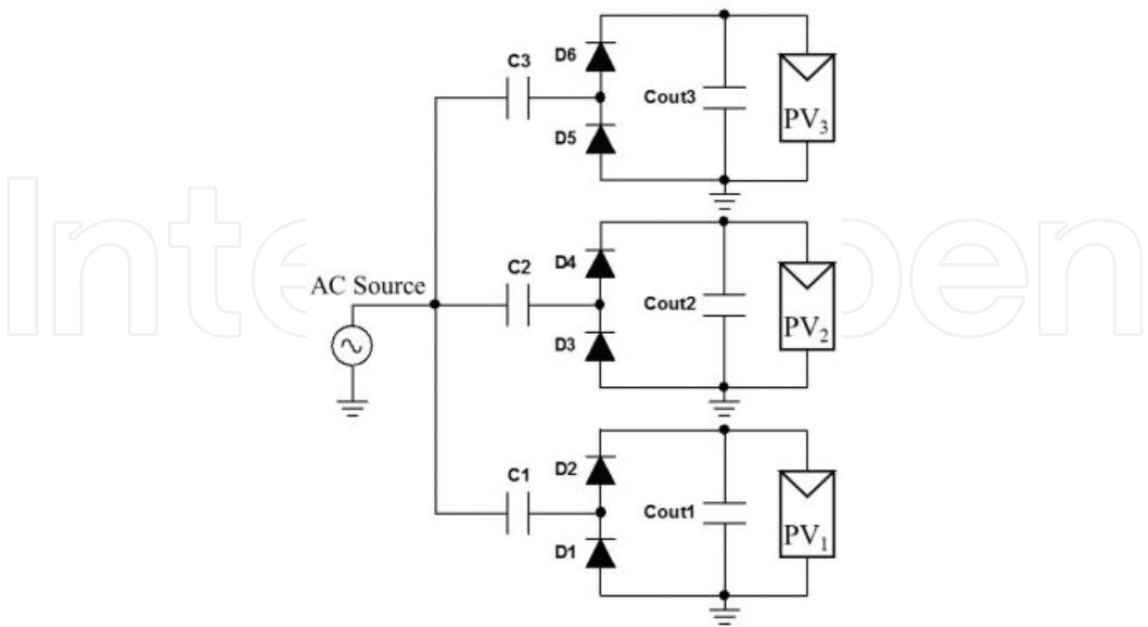 C3
D6
Cout3
PV3
D5
AC Source
C2
D4
Cout2
PV2
D3
C1
D2
Cout1
PV1
D1